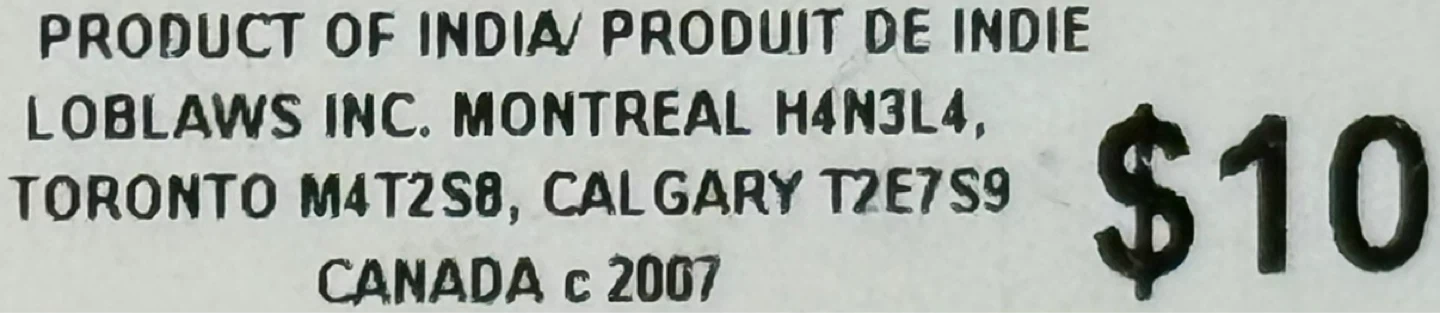 PRODUCT OF INDIA/ PRODUIT DE INDIE
LOBLAWS INC. MONTREAL H4N3L4,
TORONTO M4T2S8, CALGARY T2E7S9
CANADA c 2007
$10